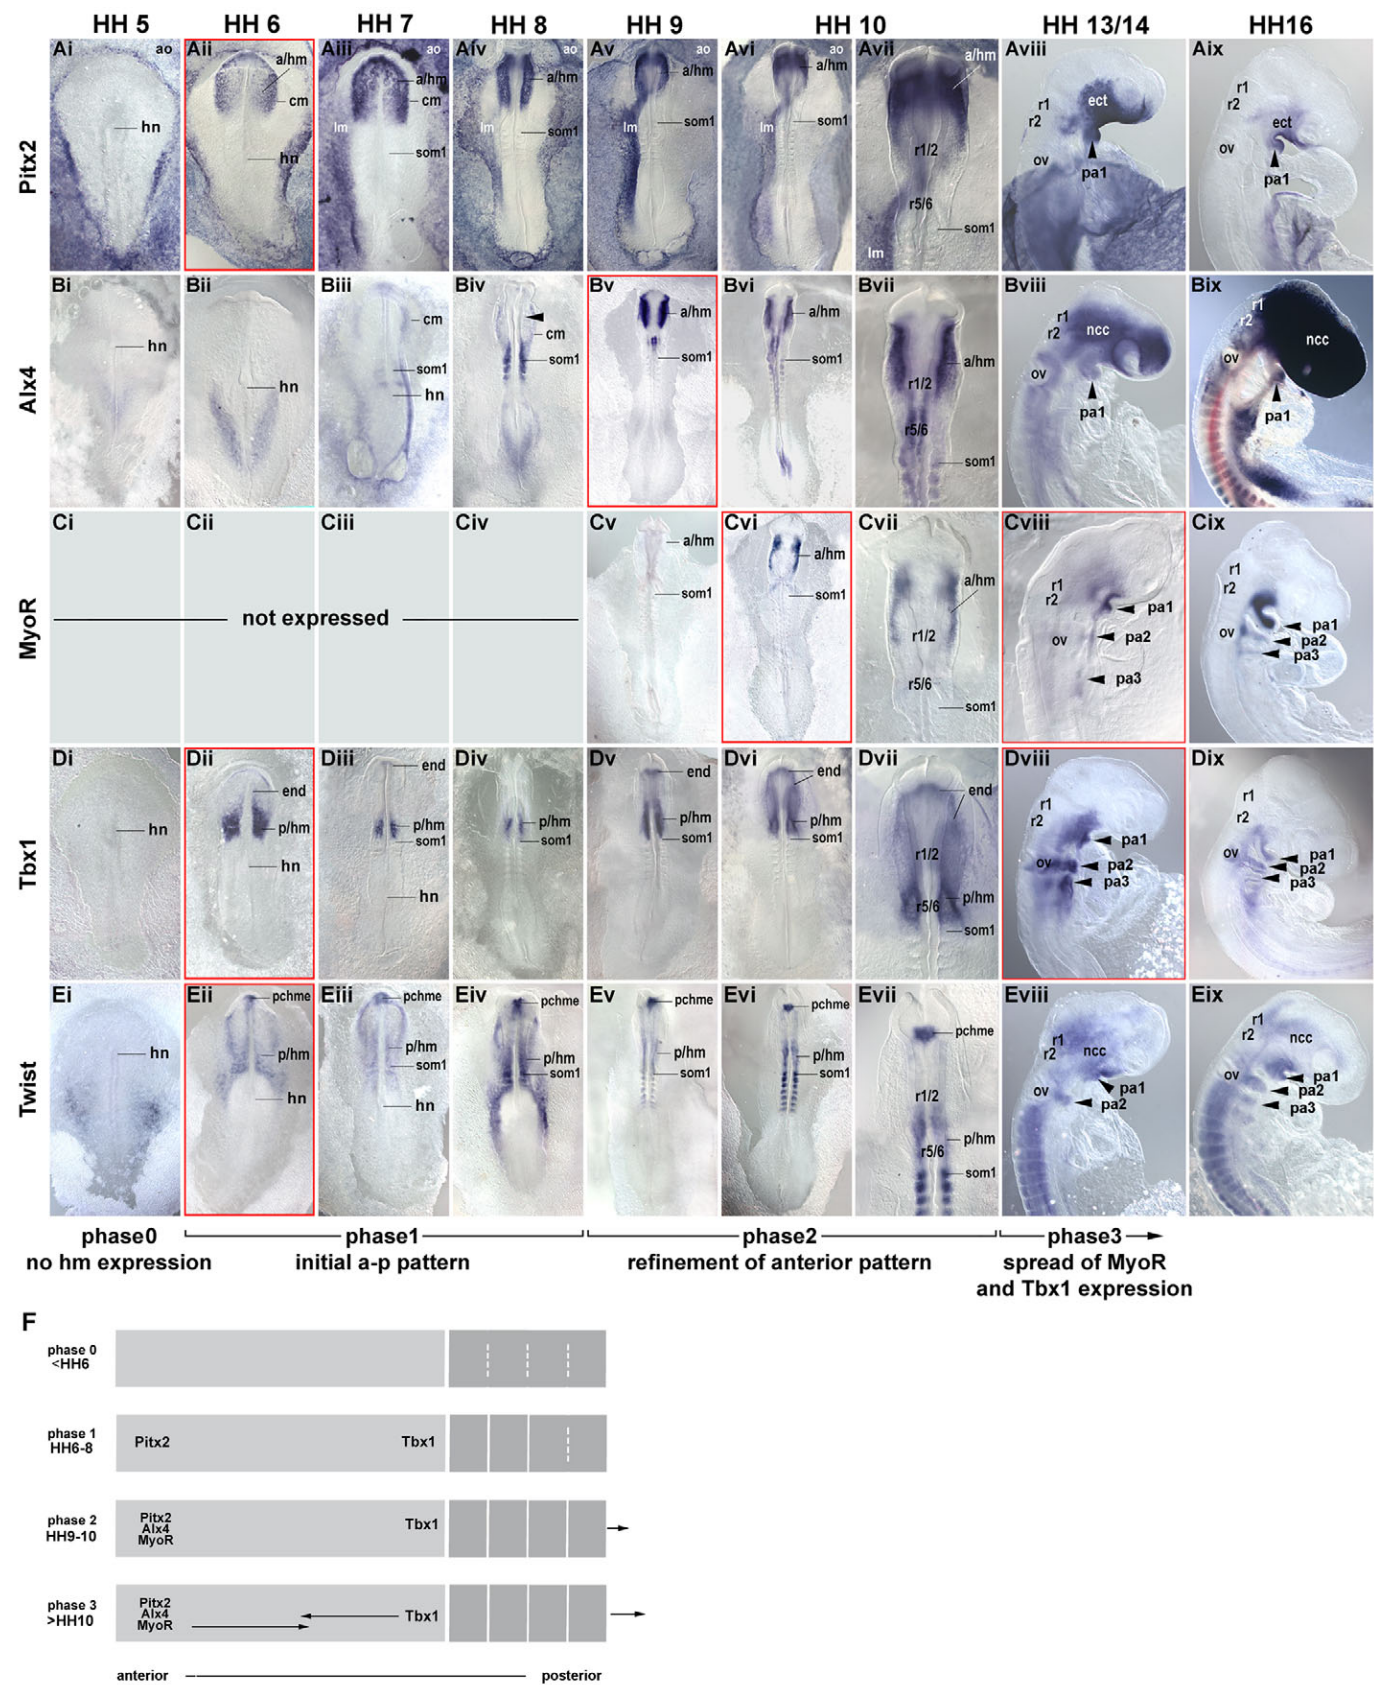 HH 5 HH 6 HH 7 HH 8 HH 9 HH 10 HH 13/14 HH16
Pitx2
Ai ao hn
Aii a/hm cm hn
Aiii ao a/hm cm lm som1
Aiv ao a/hm lm som1
Av ao a/hm lm som1
Avi ao a/hm lm som1
Avii a/hm r1/2 r5/6 som1 lm
Aviii r1 r2 ect ov pa1
Aix r1 r2 ect ov pa1
Alx4
Bi hn
Bii hn
Biii cm som1 hn
Biv cm som1
Bv a/hm som1
Bvi a/hm som1
Bvii a/hm r1/2 r5/6 som1
Bviii r1 r2 ncc ov pa1
Bix r1 r2 ncc ov pa1
MyoR
Ci Cii Ciii Civ
not expressed
Cv a/hm som1
Cvi a/hm som1
Cvii a/hm r1/2 r5/6 som1
Cviii r1 r2 ov pa1 pa2 pa3
Cix r1 r2 ov pa1 pa2 pa3
Tbx1
Di hn
Dii end p/hm hn
Diii end p/hm som1 hn
Div p/hm som1
Dv end p/hm som1
Dvi end p/hm som1
Dvii end r1/2 p/hm r5/6 som1
Dviii r1 r2 ov pa1 pa2 pa3
Dix r1 r2 ov pa1 pa2 pa3
Twist
Ei hn
Eii pchme p/hm hn
Eiii pchme p/hm som1 hn
Eiv pchme p/hm som1
Ev pchme p/hm som1
Evi pchme p/hm som1
Evii pchme r1/2 p/hm r5/6 som1
Eviii r1 r2 ncc ov pa1 pa2
Eix r1 r2 ncc ov pa1 pa2 pa3
phase0 phase1 phase2 phase3
no hm expression initial a-p pattern refinement of anterior pattern spread of MyoR
and Tbx1 expression
F
phase 0
<HH6
phase 1
HH6-8
Pitx2 Tbx1
phase 2
HH9-10
Pitx2
Alx4
MyoR
Tbx1
phase 3
>HH10
Pitx2
Alx4
MyoR
Tbx1
anterior posterior